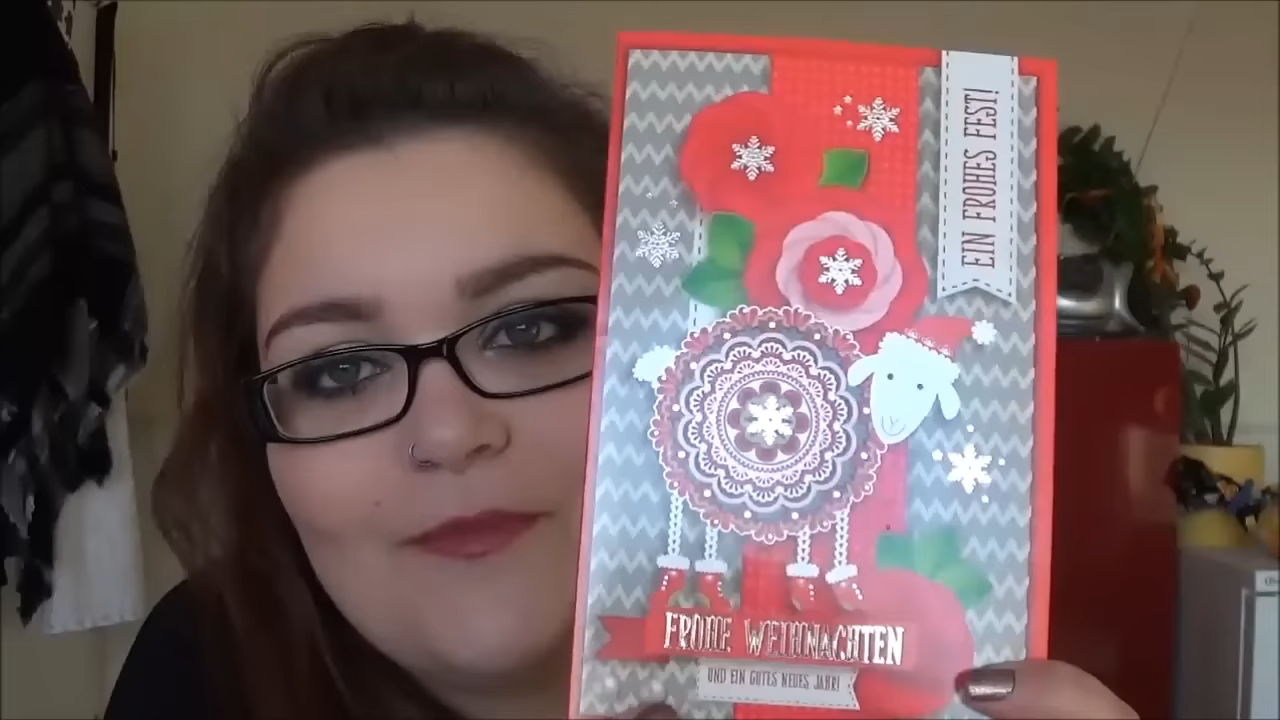 EIN FROHES FEST!
FROHE WEIHNACHTEN
UND EIN GUTES NEUES JAHR!